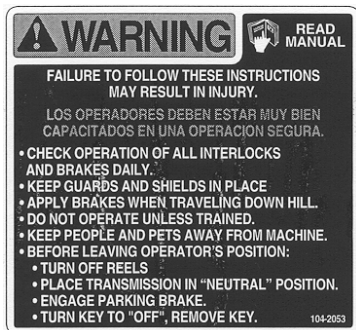 WARNING
READ
MANUAL
FAILURE TO FOLLOW THESE INSTRUCTIONS
MAY RESULT IN INJURY.
LOS OPERADORES DEBEN ESTAR MUY BIEN
CAPACITADOS EN UNA OPERACION SEGURA.
• CHECK OPERATION OF ALL INTERLOCKS
AND BRAKES DAILY.
• KEEP GUARDS AND SHIELDS IN PLACE
• APPLY BRAKES WHEN TRAVELING DOWN HILL.
• DO NOT OPERATE UNLESS TRAINED.
• KEEP PEOPLE AND PETS AWAY FROM MACHINE.
• BEFORE LEAVING OPERATOR'S POSITION:
• TURN OFF REELS
• PLACE TRANSMISSION IN "NEUTRAL" POSITION.
• ENGAGE PARKING BRAKE.
• TURN KEY TO "OFF", REMOVE KEY.
104-2053